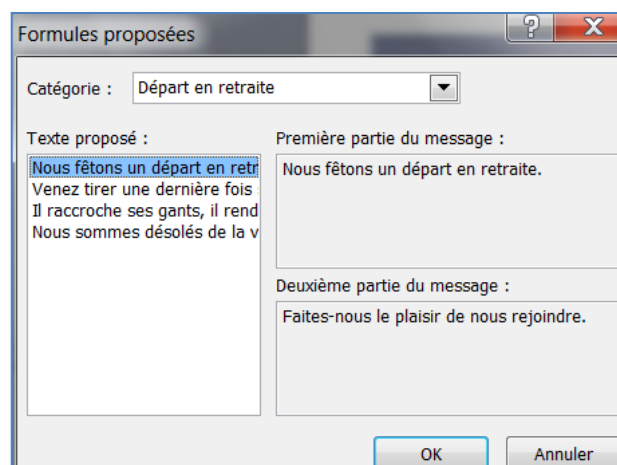 Formules proposées
Catégorie : Départ en retraite
Texte proposé :
Nous fêtons un départ en retr
Venez tirer une dernière fois
Il raccroche ses gants, il rend
Nous sommes désolés de la v
Première partie du message :
Nous fêtons un départ en retraite.
Deuxième partie du message :
Faites-nous le plaisir de nous rejoindre.
OK Annuler